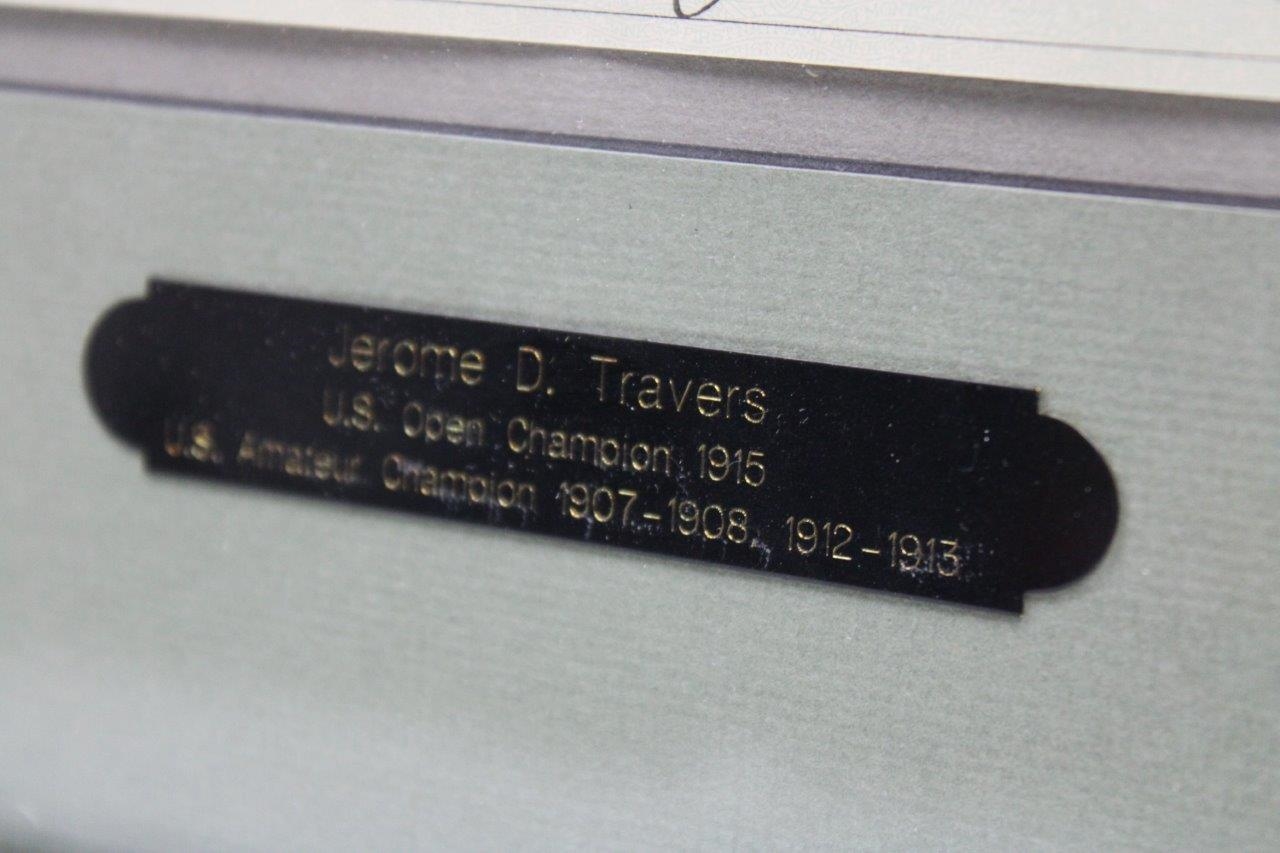 Jerome D. Travers
U.S. Open Champion 1915
U.S. Amateur Champion 1907-1908, 1912-1913